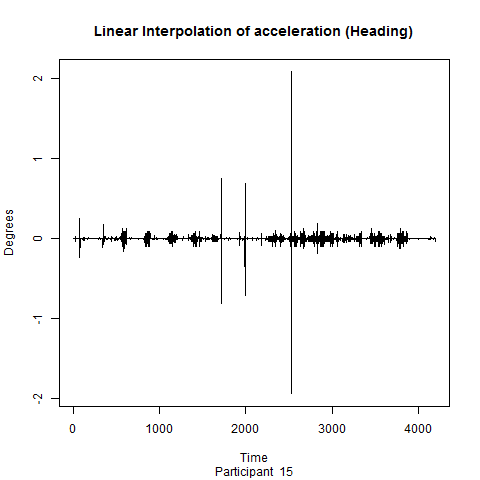 Linear Interpolation of acceleration (Heading)
Degrees
2
1
0
-1
-2
0 1000 2000 3000 4000
Time
Participant 15